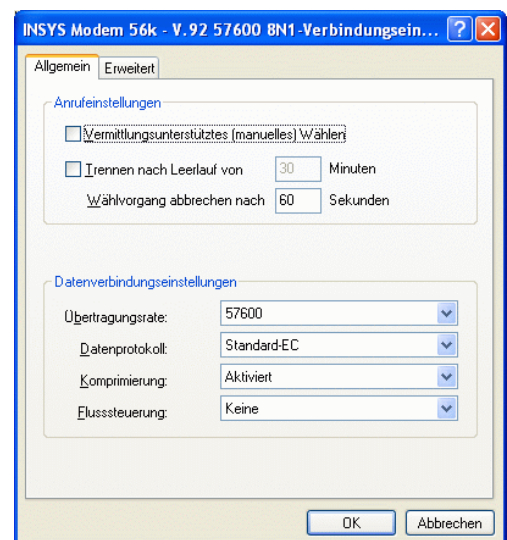 INSYS Modem 56k - V.92 57600 8N1-Verbindungsein...
Allgemein Erweitert
Anrufeinstellungen
Vermittlungsunterstütztes (manuelles) Wählen
Trennen nach Leerlauf von 30 Minuten
Wählvorgang abbrechen nach 60 Sekunden
Datenverbindungseinstellungen
Übertragungsrate: 57600
Datenprotokoll: Standard-EC
Komprimierung: Aktiviert
Flusssteuerung: Keine
OK Abbrechen